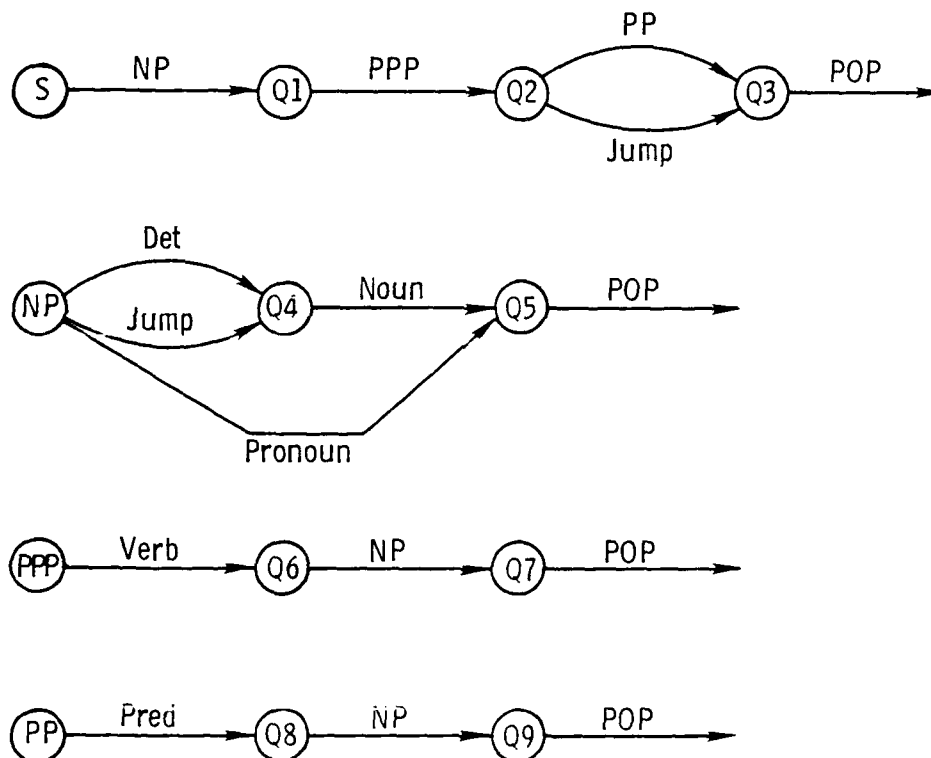 PP
NP PPP POP
S Q1 Q2 Q3
Jump
Det
Noun POP
NP Jump Q4 Q5
Pronoun
Verb NP POP
PPP Q6 Q7
Pred NP POP
PP Q8 Q9